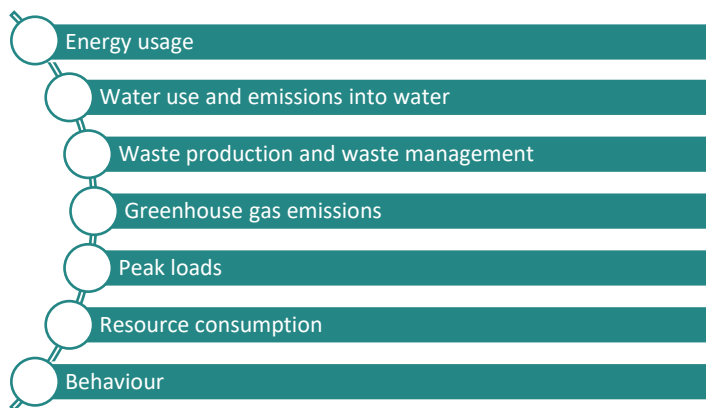 Energy usage
Water use and emissions into water
Waste production and waste management
Greenhouse gas emissions
Peak loads
Resource consumption
Behaviour